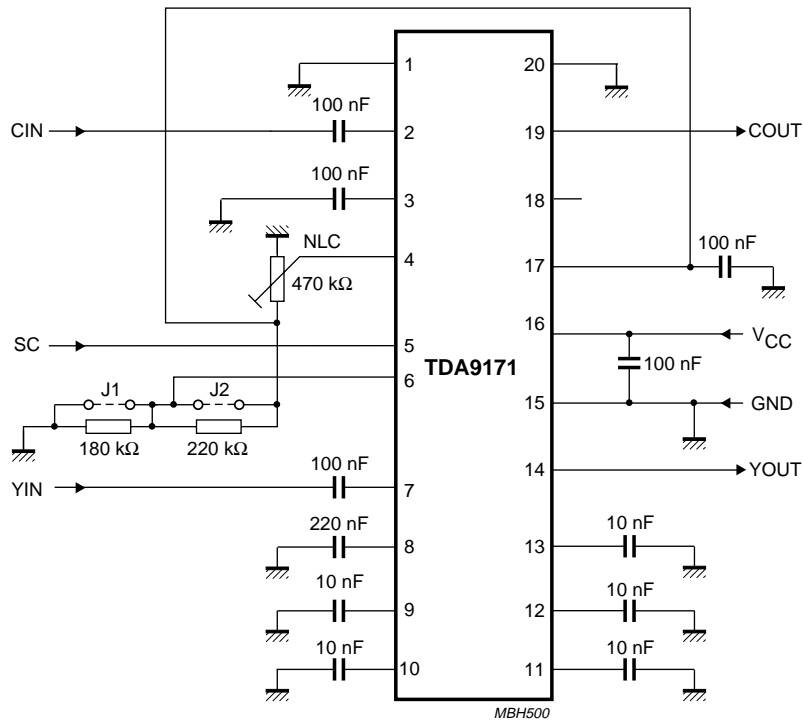 1
20
100 nF
CIN
2
19
COUT
100 nF
3
18
NLC
4
470 kΩ
17
100 nF
16
VCC
SC
5
TDA9171
100 nF
6
J1
J2
15
GND
180 kΩ
220 kΩ
100 nF
14
YOUT
YIN
7
220 nF
10 nF
8
13
10 nF
10 nF
9
12
10 nF
10 nF
10
11
MBH500